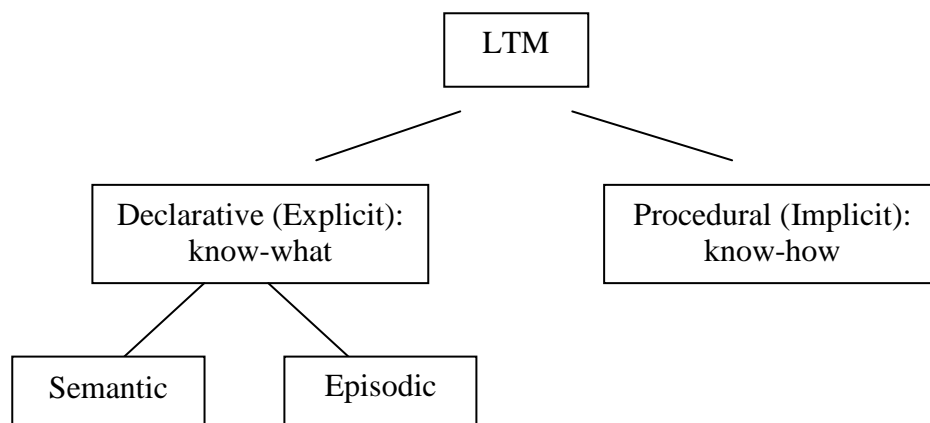 LTM
Declarative (Explicit):
know-what
Procedural (Implicit):
know-how
Semantic
Episodic